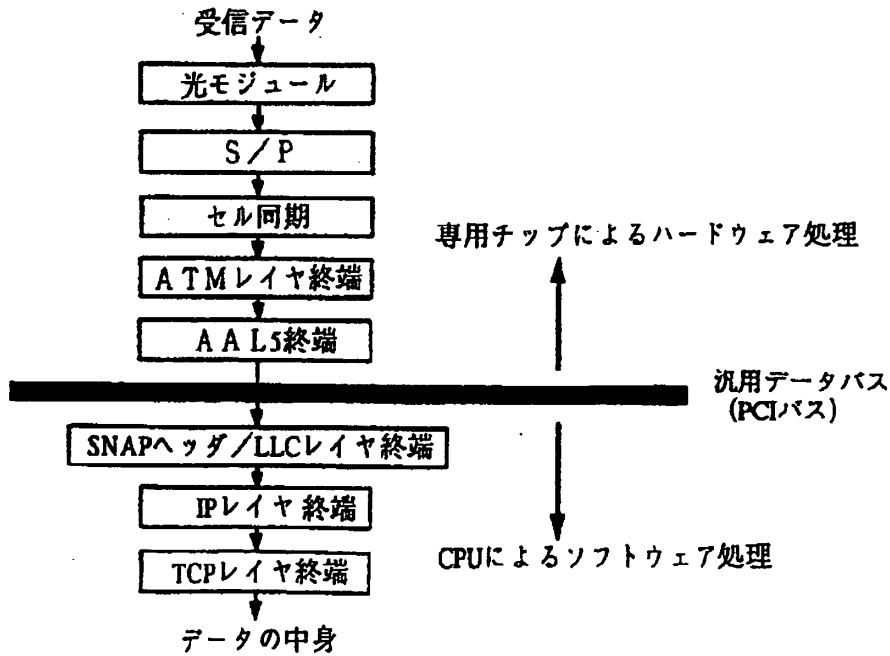 受信データ
光モジュール
S/P
セル同期
ATMレイヤ終端
AAL5終端
専用チップによるハードウェア処理
汎用データバス
(PCIバス)
SNAPヘッダ/LLCレイヤ終端
IPレイヤ終端
TCPレイヤ終端
CPUによるソフトウェア処理
データの中身